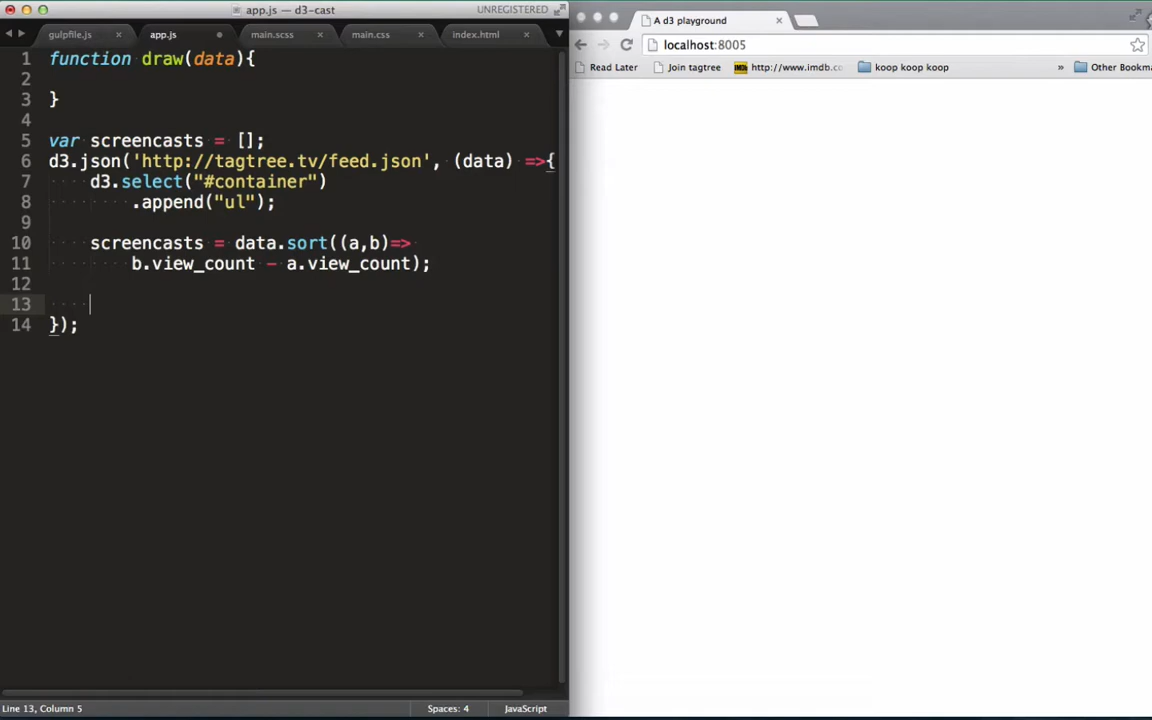 app.js — d3-cast
UNREGISTERED
gulpfile.js
app.js
main.scss
main.css
index.html
1 function draw(data){
2
3 }
4
5 var screencasts = [];
6 d3.json('http://tagtree.tv/feed.json', (data) =>{
7 d3.select("#container")
8 .append("ul");
9
10 screencasts = data.sort((a,b)=>
11 b.view_count - a.view_count);
12
13
14 });
Line 13, Column 5
Spaces: 4
JavaScript
A d3 playground
localhost:8005
Read Later
Join tagtree
IMDb
http://www.imdb.cc
koop koop koop
»
Other Bookma